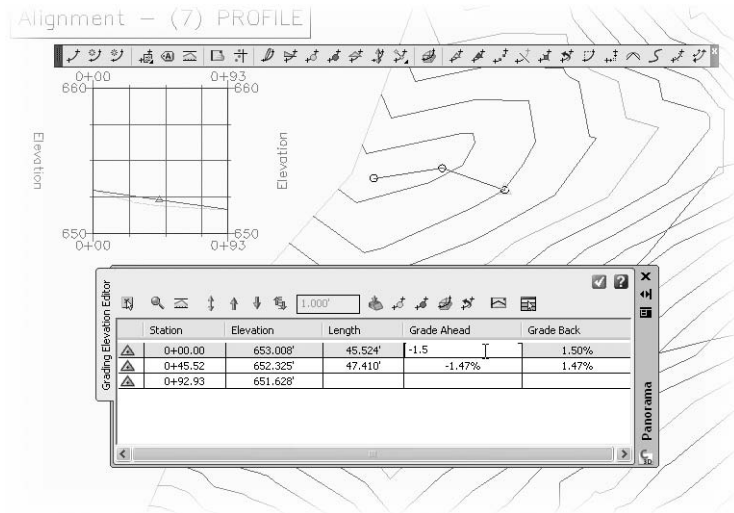 Alignment – (7) PROFILE
0+00 0+93
660 660
Elevation
Elevation
650 650
0+00 0+93
Grading Elevation Editor
1.000'
Station Elevation Length Grade Ahead Grade Back
0+00.00 653.008' 45.524' -1.5 1.50%
0+45.52 652.325' 47.410' -1.47% 1.47%
0+92.93 651.628'
Panorama